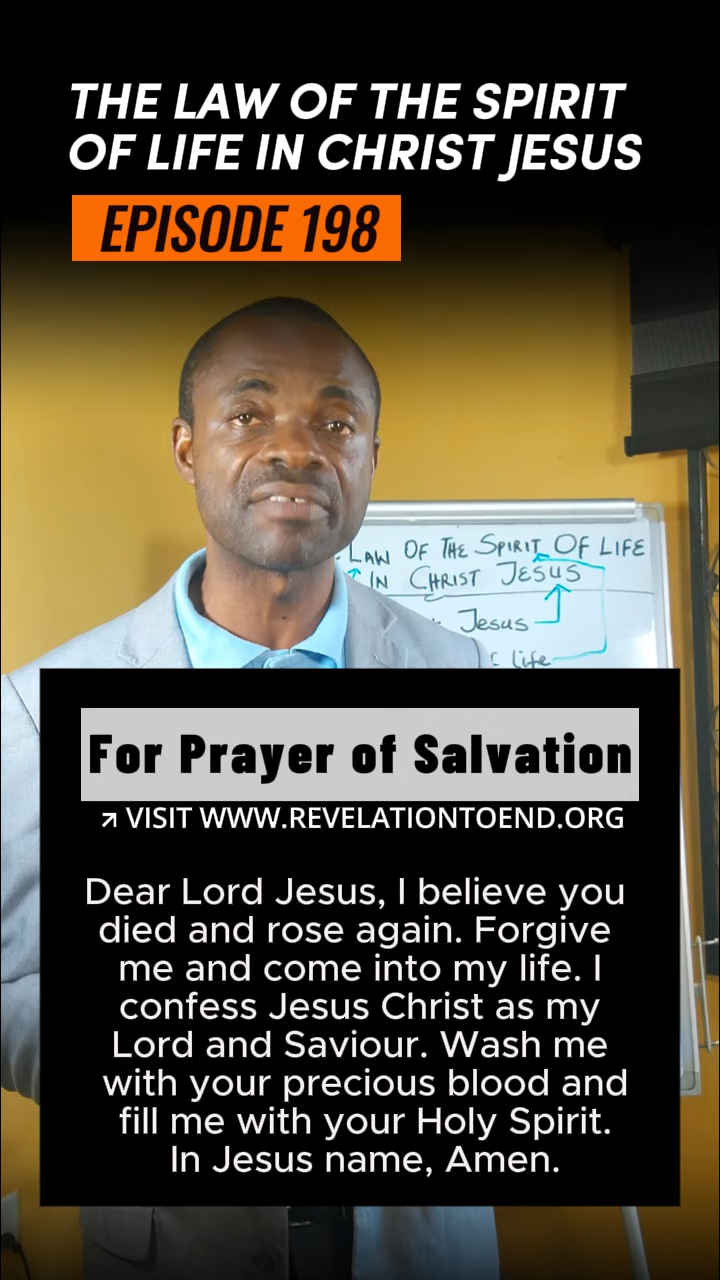 THE LAW OF THE SPIRIT
OF LIFE IN CHRIST JESUS
EPISODE 198
LAW OF THE SPIRIT OF LIFE
IN CHRIST JESUS
Jesus
Life
For Prayer of Salvation
↗ VISIT WWW.REVELATIONTOEND.ORG
Dear Lord Jesus, I believe you
died and rose again. Forgive
me and come into my life. I
confess Jesus Christ as my
Lord and Saviour. Wash me
with your precious blood and
fill me with your Holy Spirit.
In Jesus name, Amen.